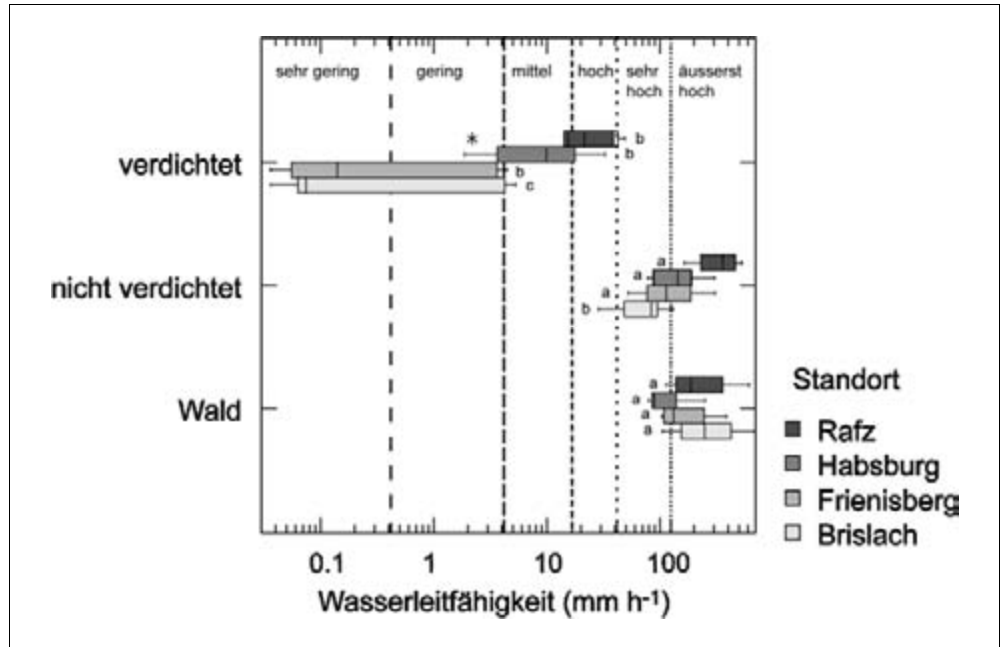 sehr gering gering mittel hoch sehr hoch äusserst hoch
* b
verdichtet b
b
c
a
a
nicht verdichtet a
b
a
Wald a
a
a
Standort
Rafz
Habsburg
Frienisberg
Brislach
0.1 1 10 100
Wasserleitfähigkeit (mm h-1)